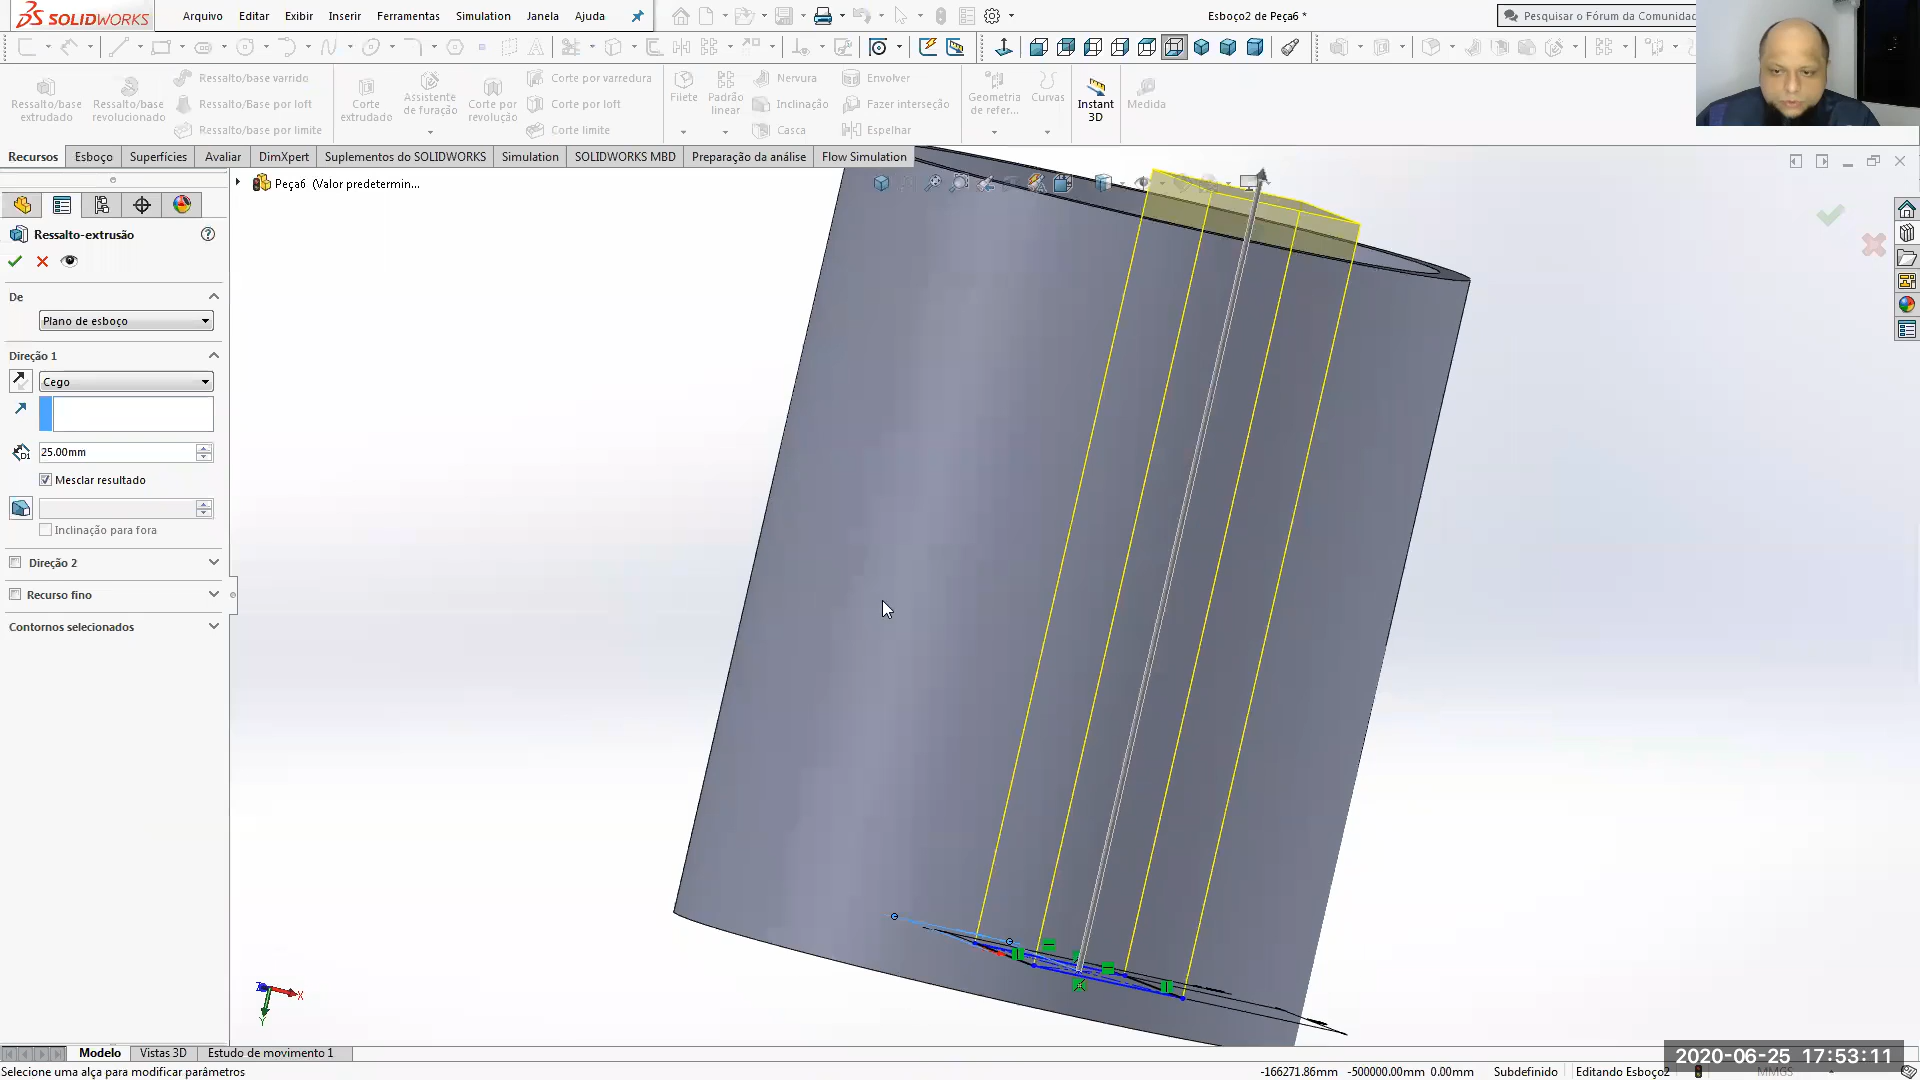 SOLIDWORKS
Arquivo Editar Exibir Inserir Ferramentas Simulation Janela Ajuda
Esboço2 de Peça6 *
Pesquisar o Fórum da Comunidad
Ressalto/base extrudado
Ressalto/base revolucionado
Ressalto/base varrido
Ressalto/Base por loft
Ressalto/base por limite
Corte extrudado
Assistente de furação
Corte por revolução
Corte por varredura
Corte por loft
Corte limite
Filete
Padrão linear
Nervura
Inclinação
Casca
Envolver
Fazer interseção
Espelhar
Geometria de refer...
Curvas
Instant 3D
Medida
Recursos Esboço Superfícies Avaliar DimXpert Suplementos do SOLIDWORKS Simulation SOLIDWORKS MBD Preparação da análise Flow Simulation
Peça6 (Valor predetermin...
Ressalto-extrusão
De
Plano de esboço
Direção 1
Cego
D1
25.00mm
Mesclar resultado
Inclinação para fora
Direção 2
Recurso fino
Contornos selecionados
X
Y
Z
Modelo Vistas 3D Estudo de movimento 1
2020-06-25 17:53:11
Selecione uma alça para modificar parâmetros
-166271.86mm -500000.00mm 0.00mm Subdefinido Editando Esboço2 MMGS